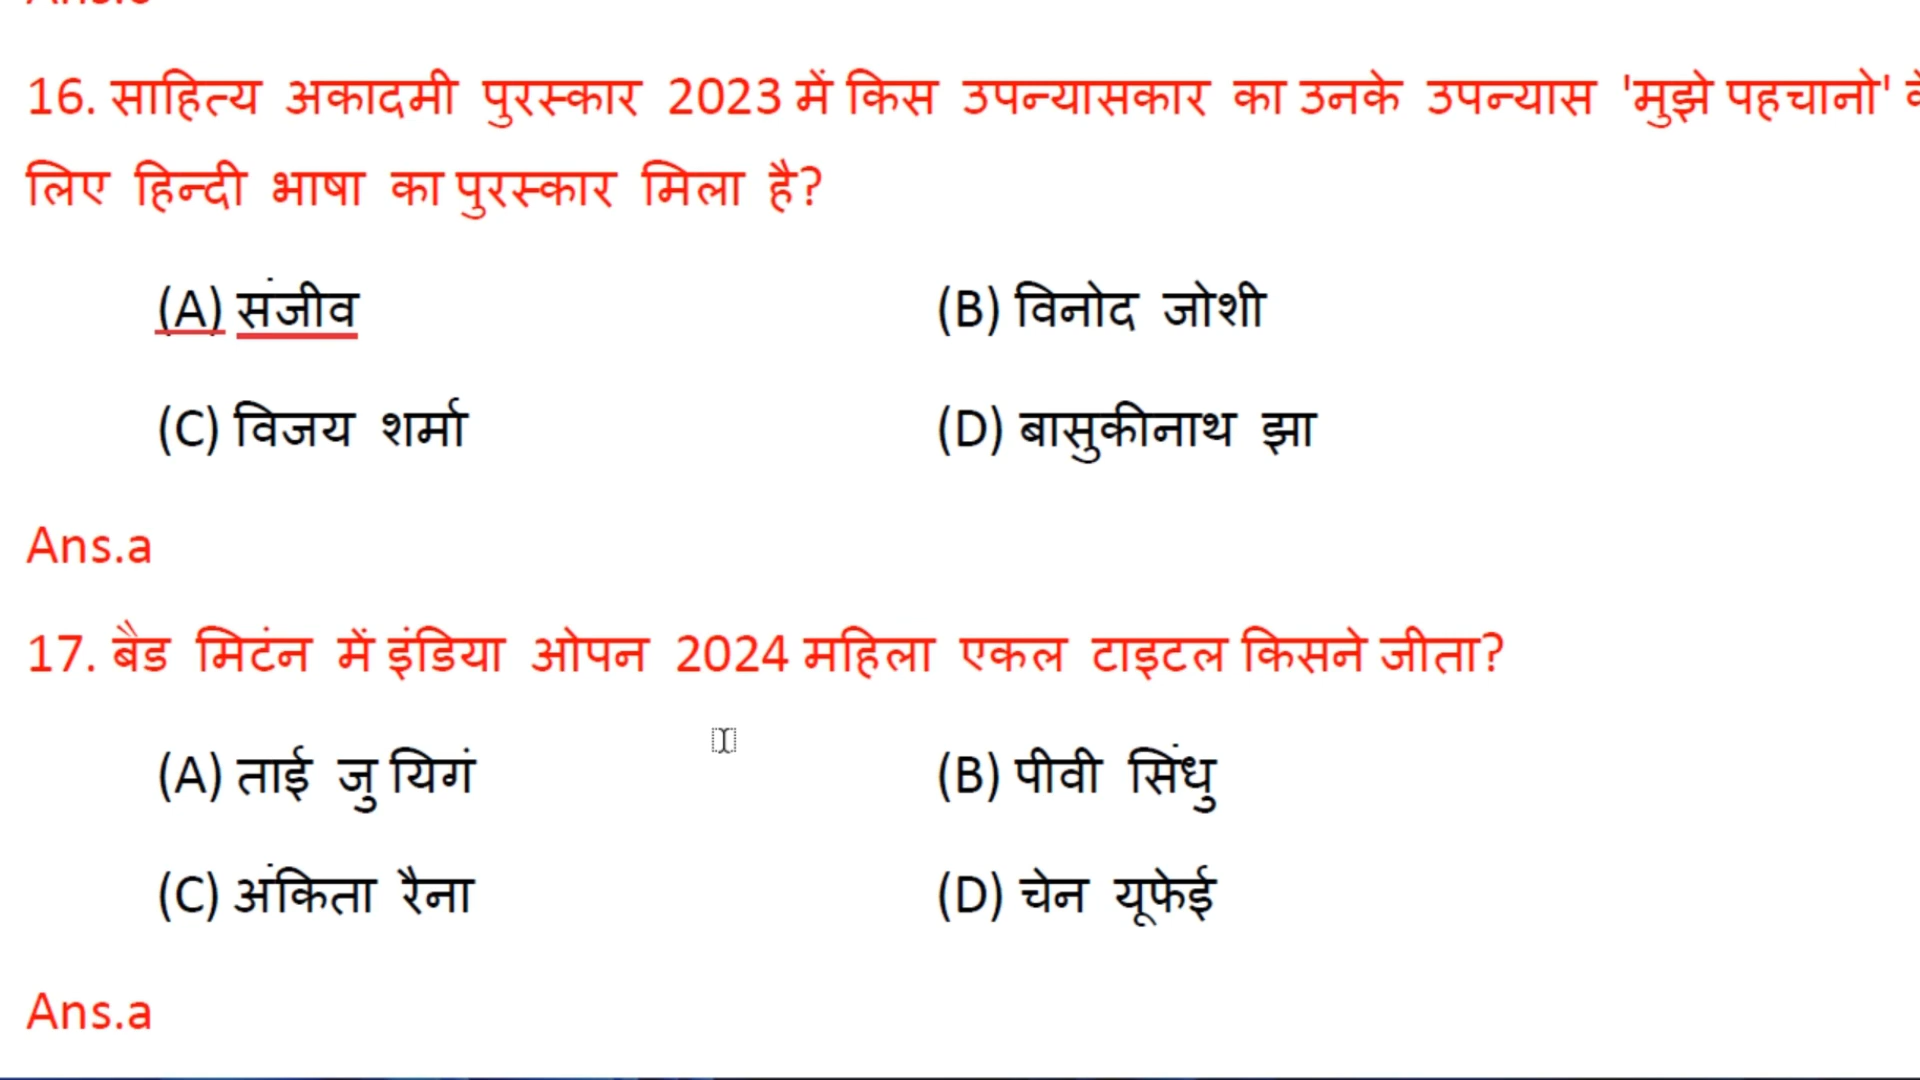 16. साहित्य अकादमी पुरस्कार 2023 में किस उपन्यासकार का उनके उपन्यास 'मुझे पहचानो'
लिए हिन्दी भाषा का पुरस्कार मिला है?
(A) संजीव (B) विनोद जोशी
(C) विजय शर्मा (D) बासुकीनाथ झा
Ans.a
17. बैड मिटंन में इंडिया ओपन 2024 महिला एकल टाइटल किसने जीता?
(A) ताई जु यिगं (B) पीवी सिंधु
(C) अंकिता रैना (D) चेन यूफेई
Ans.a